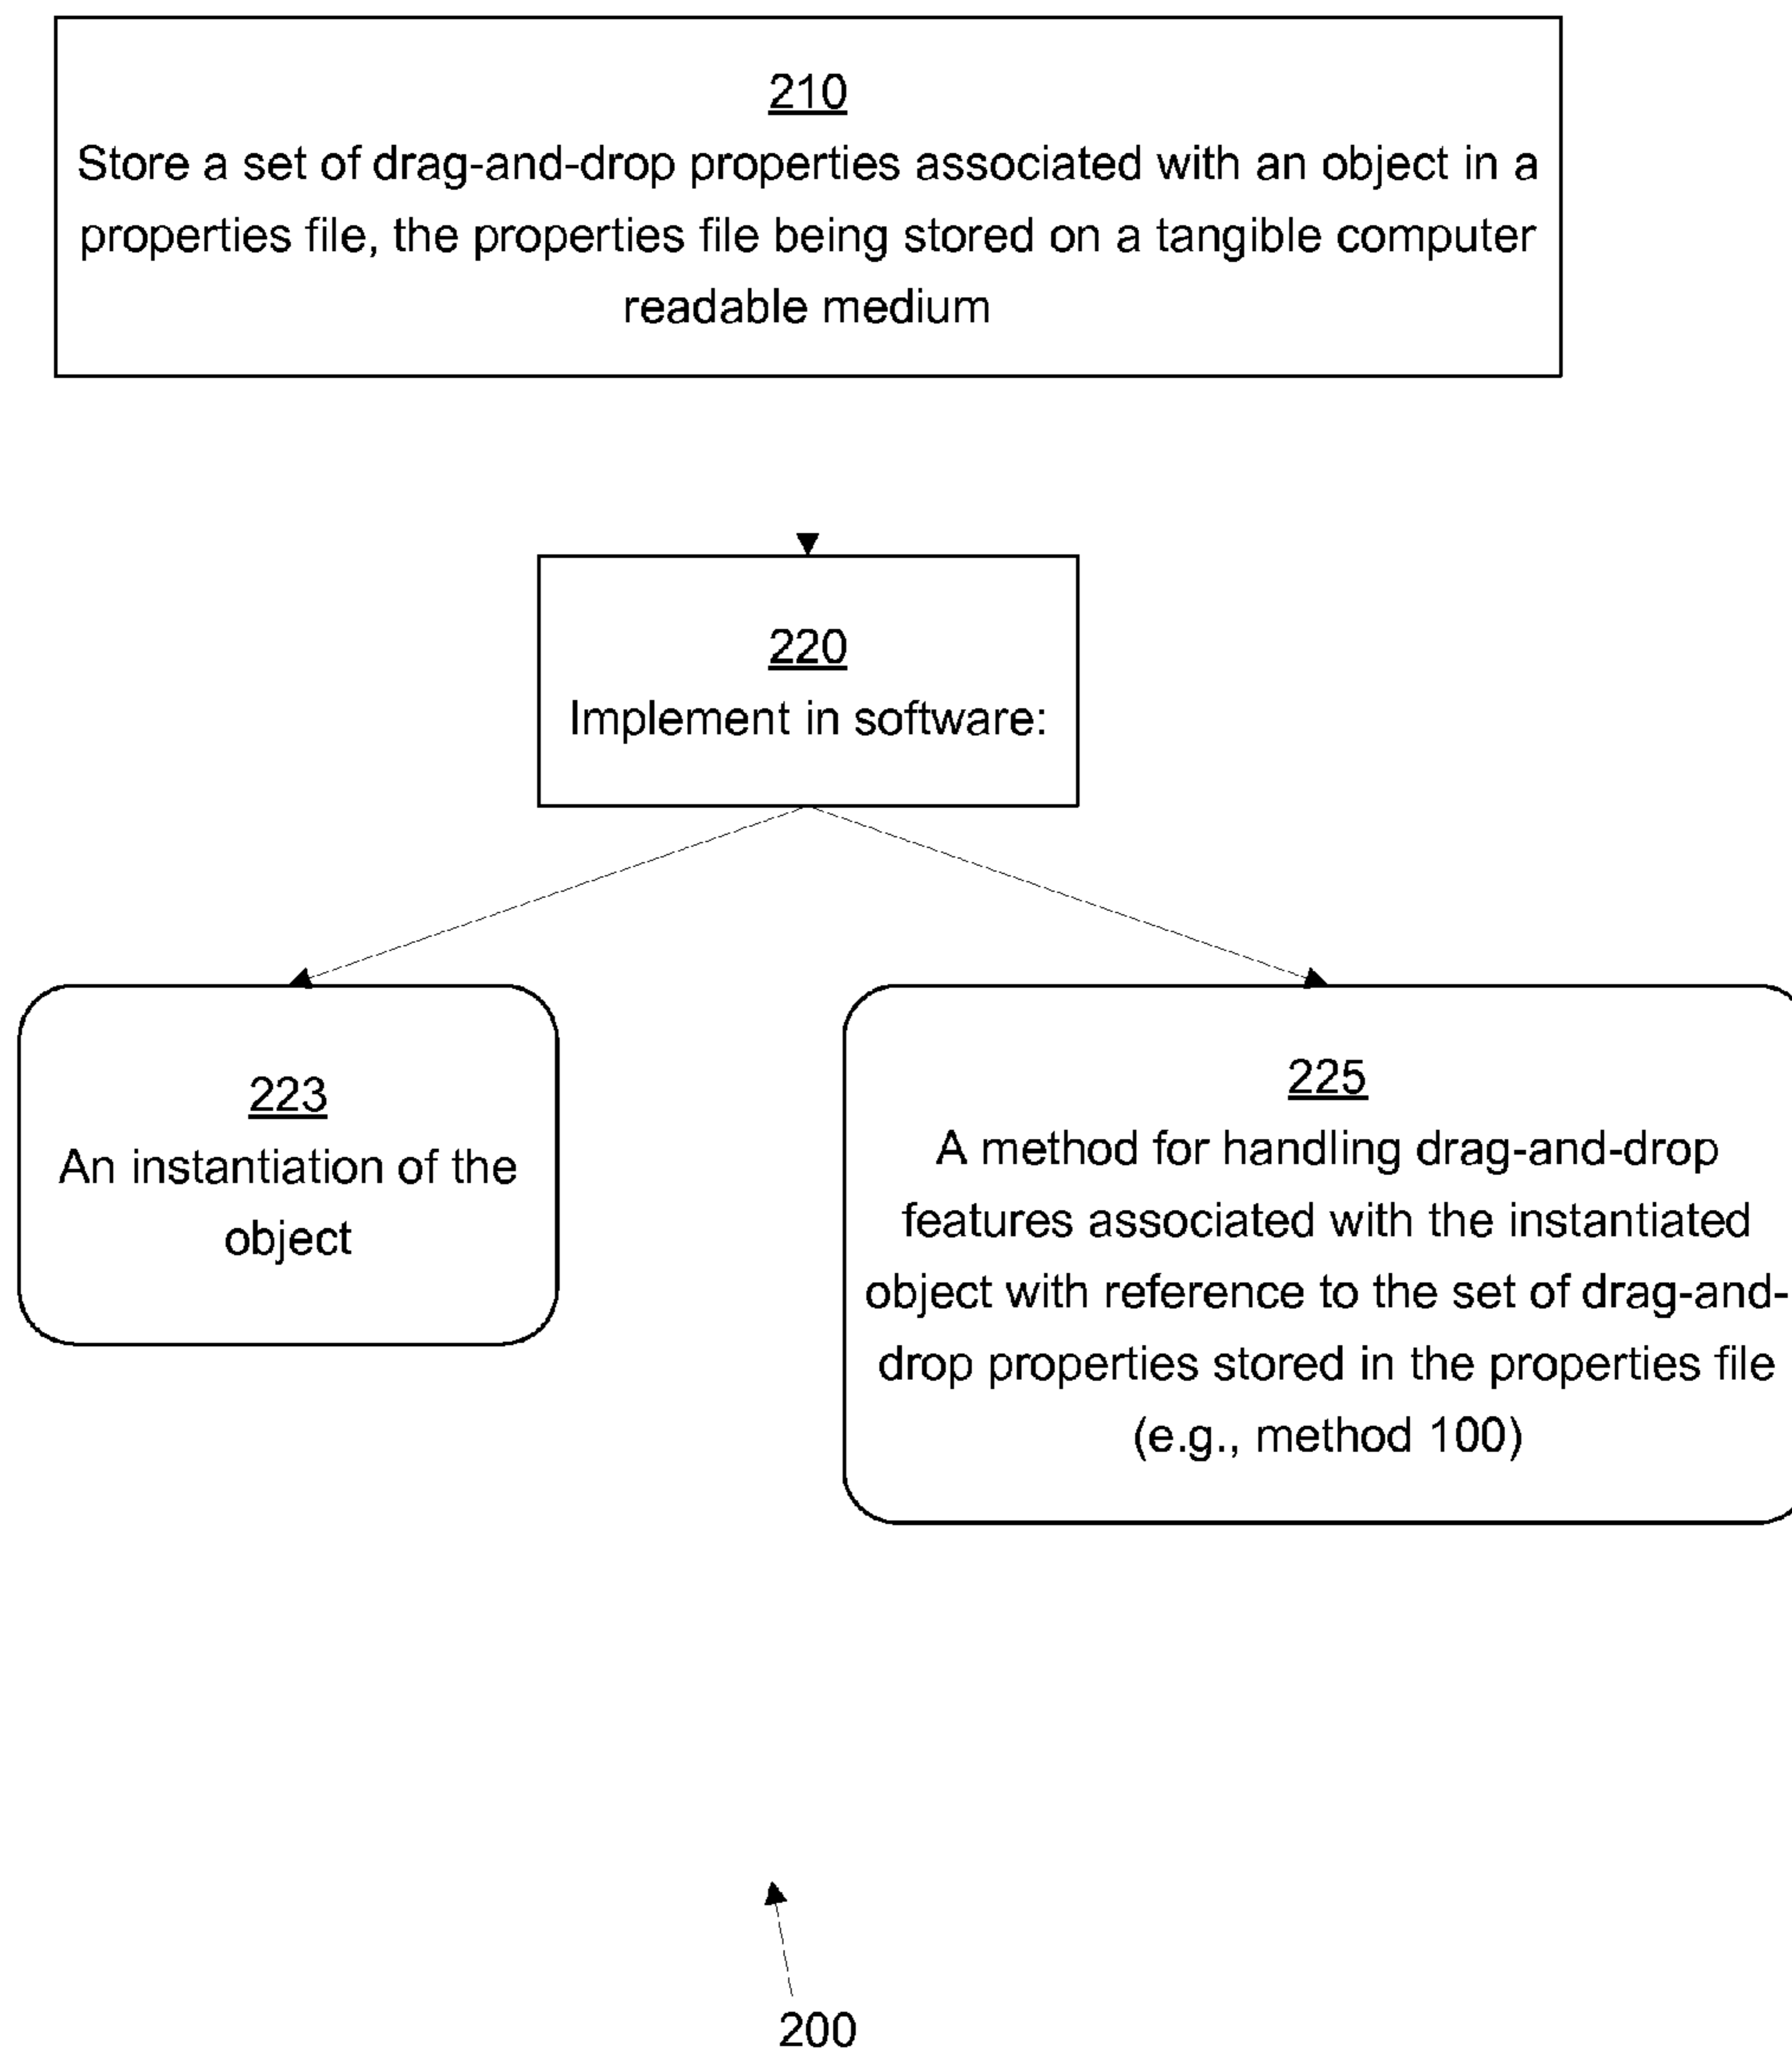 210
Store a set of drag-and-drop properties associated with an object in a
properties file, the properties file being stored on a tangible computer
readable medium
220
Implement in software:
223
An instantiation of the
object
225
A method for handling drag-and-drop
features associated with the instantiated
object with reference to the set of drag-and-
drop properties stored in the properties file
(e.g., method 100)
200